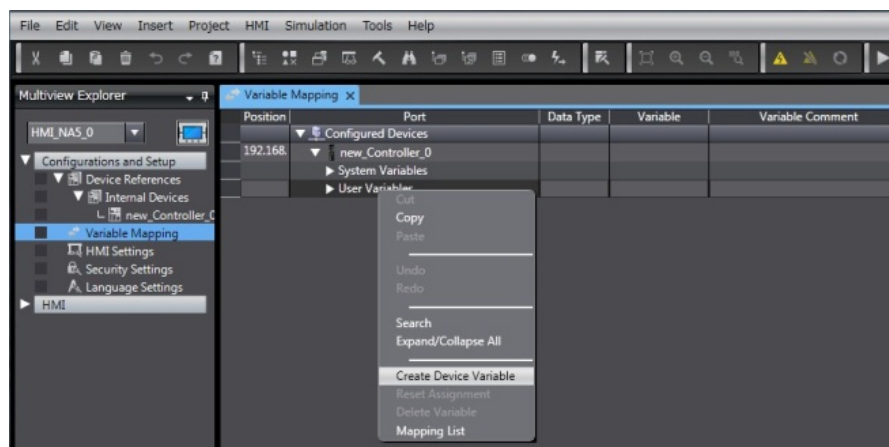 File Edit View Insert Project HMI Simulation Tools Help
Multiview Explorer
HMI_NA5_0
Configurations and Setup
Device References
Internal Devices
new_Controller_0
Variable Mapping
HMI Settings
Security Settings
Language Settings
HMI
Variable Mapping X
Position Port Data Type Variable Variable Comment
Configured Devices
192.168. new_Controller_0
System Variables
User Variables
Cut
Copy
Paste
Undo
Redo
Search
Expand/Collapse All
Create Device Variable
Reset Assignment
Delete Variable
Mapping List